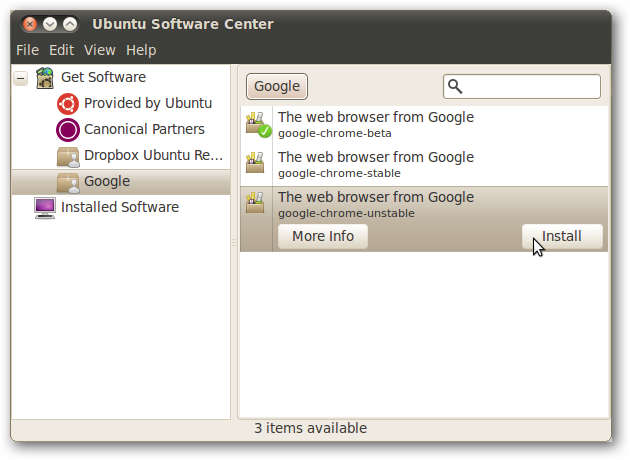 Ubuntu Software Center
File Edit View Help
Get Software
Provided by Ubuntu
Canonical Partners
Dropbox Ubuntu Re...
Google
Installed Software
Google
The web browser from Google
google-chrome-beta
The web browser from Google
google-chrome-stable
The web browser from Google
google-chrome-unstable
More Info Install
3 items available